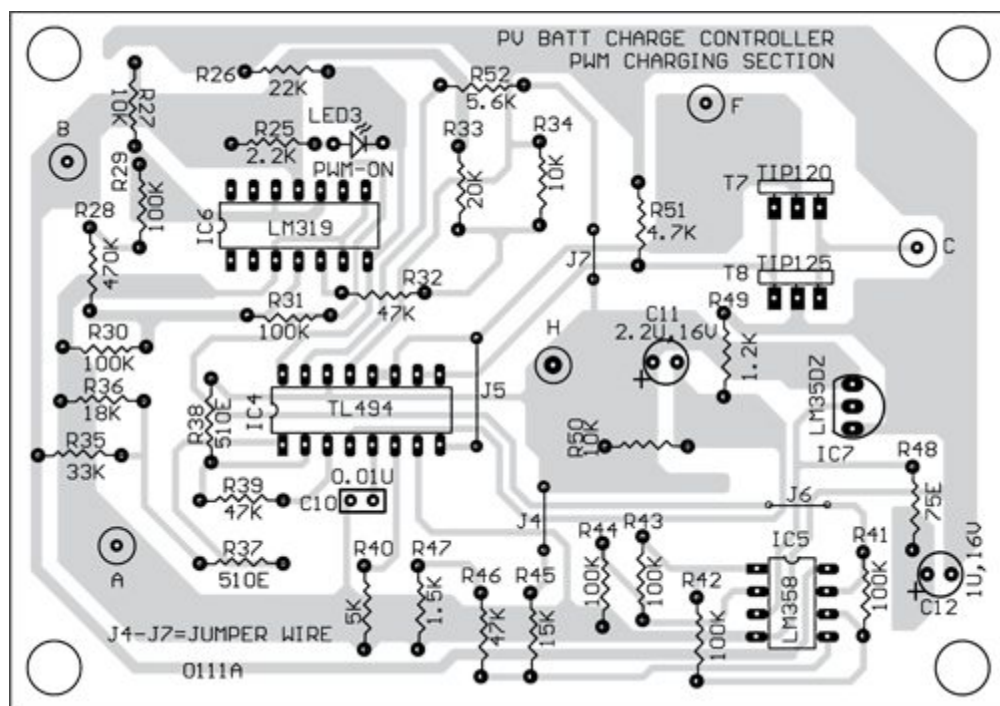 PV BATT CHARGE CONTROLLER
PWM CHARGING SECTION
R26
22K
R52
5.6K
F
R27
10K
LED3
B
R25
2.2K
PWM-ON
R33
20K
R34
10K
R29
100K
T7
TIP120
R28
470K
IC6
LM319
R51
4.7K
J7
C
T8
TIP125
R32
47K
R31
100K
R49
1.2K
C11
2.2U,16V
+
H
R30
100K
J5
R36
18K
R38
510E
IC4
TL494
LM35DZ
IC7
R50
10K
R35
33K
R48
75E
0.01U
C10
R39
47K
J6
J4
R44
100K
R43
100K
IC5
LM358
R41
100K
A
R37
510E
R40
5K
R47
1.5K
R46
47K
R45
15K
R42
100K
+
C12
1U,16V
J4-J7=JUMPER WIRE
0111A